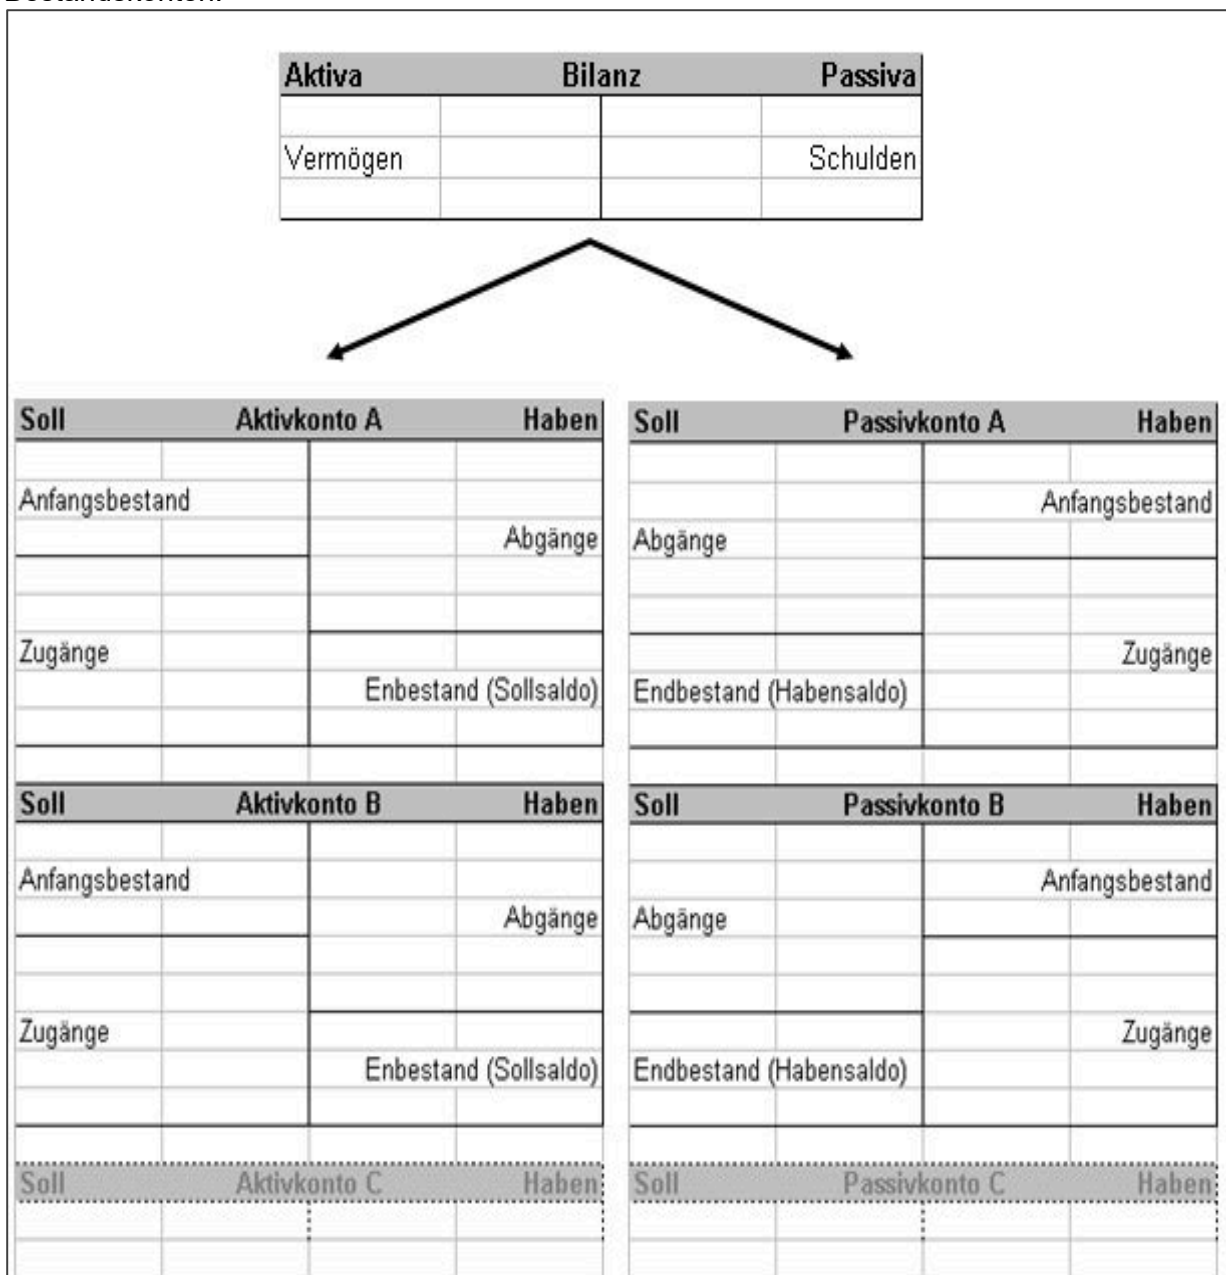 Bestandskonten.
Aktiva Bilanz Passiva
Vermögen Schulden
Soll Aktivkonto A Haben
Anfangsbestand
Abgänge
Zugänge
Enbestand (Sollsaldo)
Soll Passivkonto A Haben
Anfangsbestand
Abgänge
Zugänge
Endbestand (Habensaldo)
Soll Aktivkonto B Haben
Anfangsbestand
Abgänge
Zugänge
Enbestand (Sollsaldo)
Soll Passivkonto B Haben
Anfangsbestand
Abgänge
Zugänge
Endbestand (Habensaldo)
Soll Aktivkonto C Haben
Soll Passivkonto C Haben